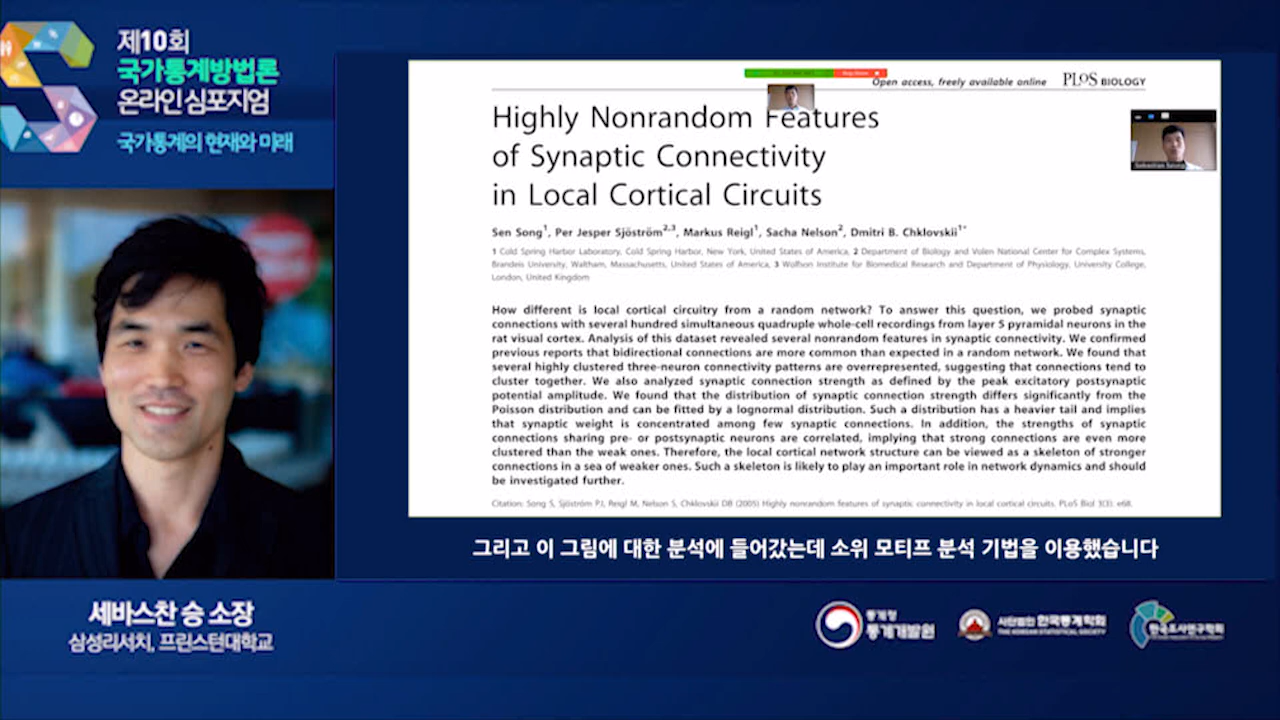 제10회
국가통계방법론
온라인 심포지엄
국가통계의 현재와 미래
Open access, freely available online PLoS BIOLOGY
Highly Nonrandom Features
of Synaptic Connectivity
in Local Cortical Circuits
Sen Song1, Per Jesper Sjöström2,3, Markus Reigl1, Sacha Nelson2, Dmitri B. Chklovskii1*
1 Cold Spring Harbor Laboratory, Cold Spring Harbor, New York, United States of America, 2 Department of Biology and Volen National Center for Complex Systems,
Brandeis University, Waltham, Massachusetts, United States of America, 3 Wolfson Institute for Biomedical Research and Department of Physiology, University College,
London, United Kingdom
How different is local cortical circuitry from a random network? To answer this question, we probed synaptic
connections with several hundred simultaneous quadruple whole-cell recordings from layer 5 pyramidal neurons in the
rat visual cortex. Analysis of this dataset revealed several nonrandom features in synaptic connectivity. We confirmed
previous reports that bidirectional connections are more common than expected in a random network. We found that
several highly clustered three-neuron connectivity patterns are overrepresented, suggesting that connections tend to
cluster together. We also analyzed synaptic connection strength as defined by the peak excitatory postsynaptic
potential amplitude. We found that the distribution of synaptic connection strength differs significantly from the
Poisson distribution and can be fitted by a lognormal distribution. Such a distribution has a heavier tail and implies
that synaptic weight is concentrated among few synaptic connections. In addition, the strengths of synaptic
connections sharing pre- or postsynaptic neurons are correlated, implying that strong connections are even more
clustered than the weak ones. Therefore, the local cortical network structure can be viewed as a skeleton of stronger
connections in a sea of weaker ones. Such a skeleton is likely to play an important role in network dynamics and should
be investigated further.
Citation: Song S, Sjöström PJ, Reigl M, Nelson S, Chklovskii DB (2005) Highly nonrandom features of synaptic connectivity in local cortical circuits. PLoS Biol 3(3): e68.
그리고 이 그림에 대한 분석에 들어갔는데 소위 모티프 분석 기법을 이용했습니다
세바스찬 승 소장
삼성리서치, 프린스턴대학교
통계청
통계개발원
사단법인 한국통계학회
THE KOREAN STATISTICAL SOCIETY
한국조사연구학회